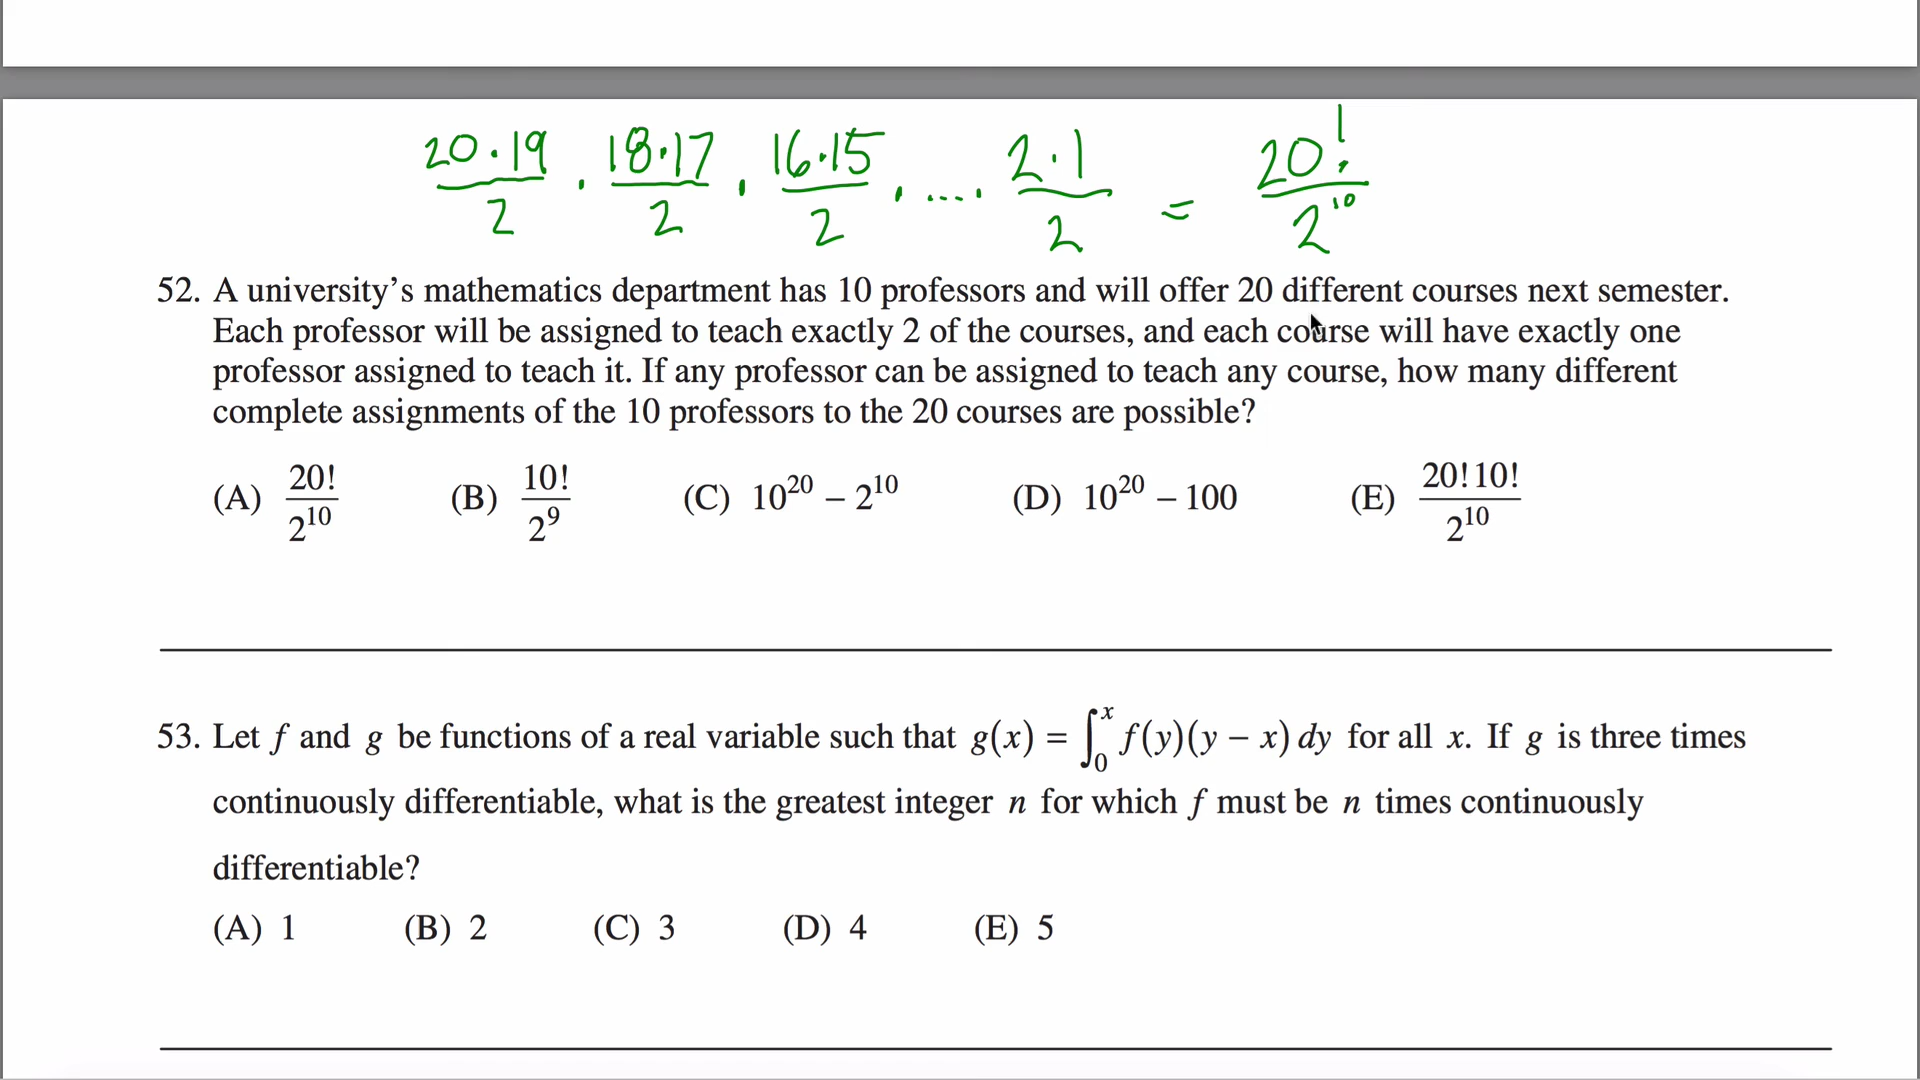 20·19/2 · 18·17/2 · 16·15/2 · .... · 2·1/2 = 20!/2^10
52. A university’s mathematics department has 10 professors and will offer 20 different courses next semester.
Each professor will be assigned to teach exactly 2 of the courses, and each course will have exactly one
professor assigned to teach it. If any professor can be assigned to teach any course, how many different
complete assignments of the 10 professors to the 20 courses are possible?
(A) 20!/2^10 (B) 10!/2^9 (C) 10^20 – 2^10 (D) 10^20 – 100 (E) 20!10!/2^10
53. Let f and g be functions of a real variable such that g(x) = ∫_0^x f(y)(y – x) dy for all x. If g is three times
continuously differentiable, what is the greatest integer n for which f must be n times continuously
differentiable?
(A) 1 (B) 2 (C) 3 (D) 4 (E) 5